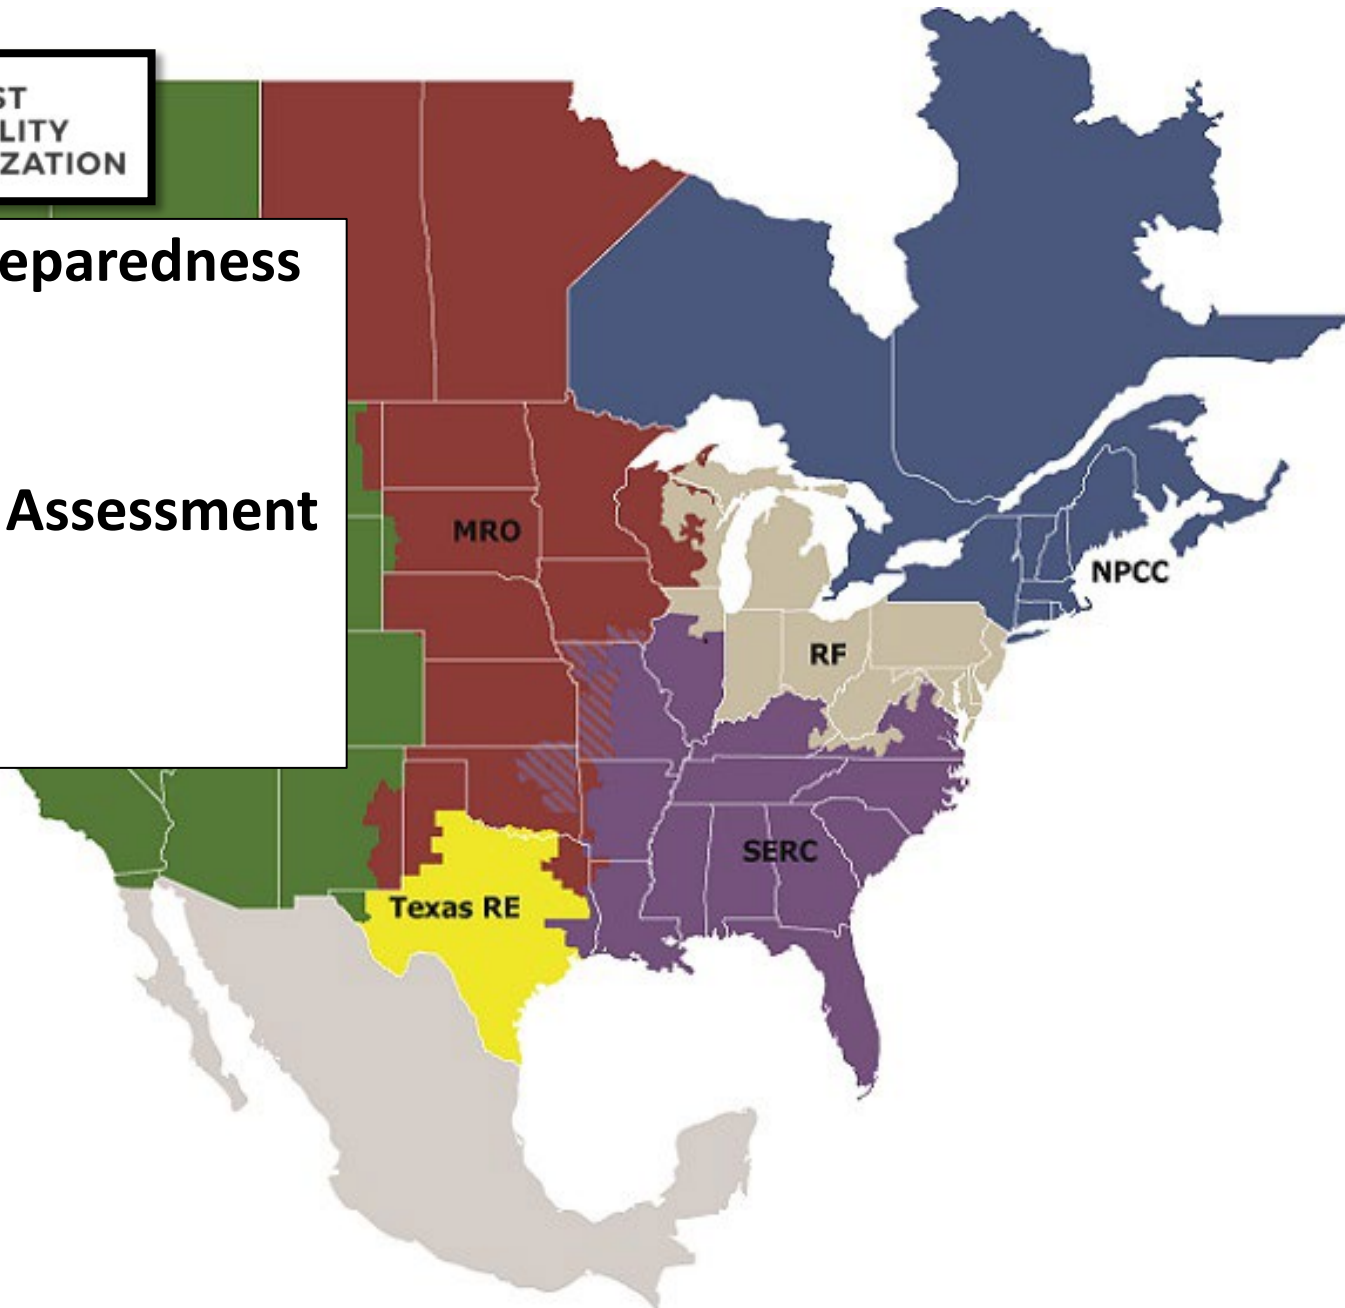 ST
LITY
ZATION
eparedness
Assessment
MRO
NPCC
RF
SERC
Texas RE